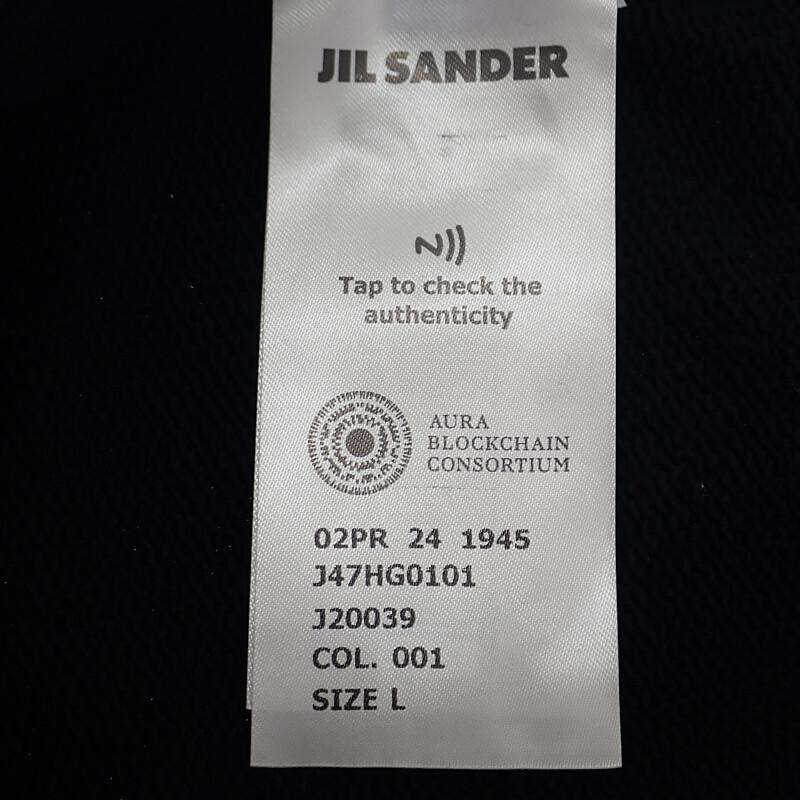 JIL SANDER
Tap to check the
authenticity
AURA
BLOCKCHAIN
CONSORTIUM
02PR 24 1945
J47HG0101
J20039
COL. 001
SIZE L